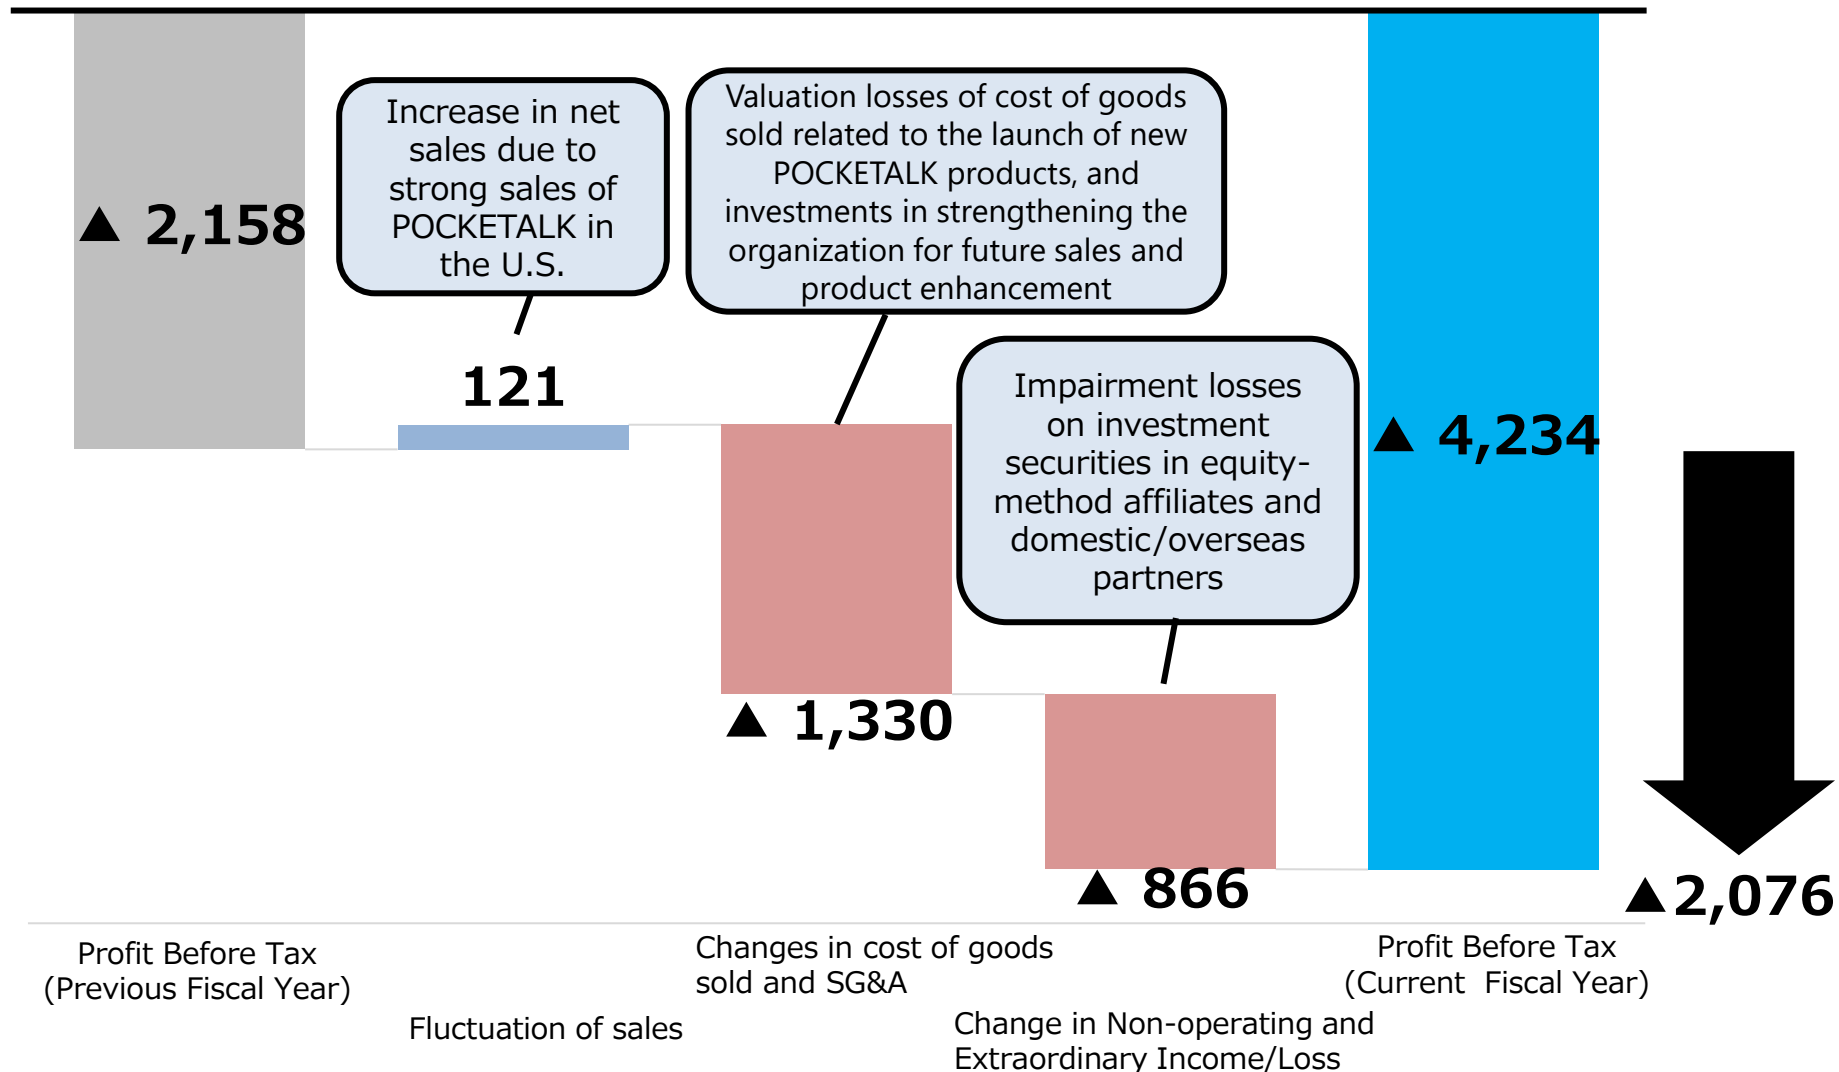 ▲ 2,158
Increase in net
sales due to
strong sales of
POCKETALK in
the U.S.
121
Valuation losses of cost of goods
sold related to the launch of new
POCKETALK products, and
investments in strengthening the
organization for future sales and
product enhancement
▲ 1,330
Impairment losses
on investment
securities in equity-
method affiliates and
domestic/overseas
partners
▲ 866
▲ 4,234
▲2,076
Profit Before Tax
(Previous Fiscal Year)
Fluctuation of sales
Changes in cost of goods
sold and SG&A
Change in Non-operating and
Extraordinary Income/Loss
Profit Before Tax
(Current  Fiscal Year)